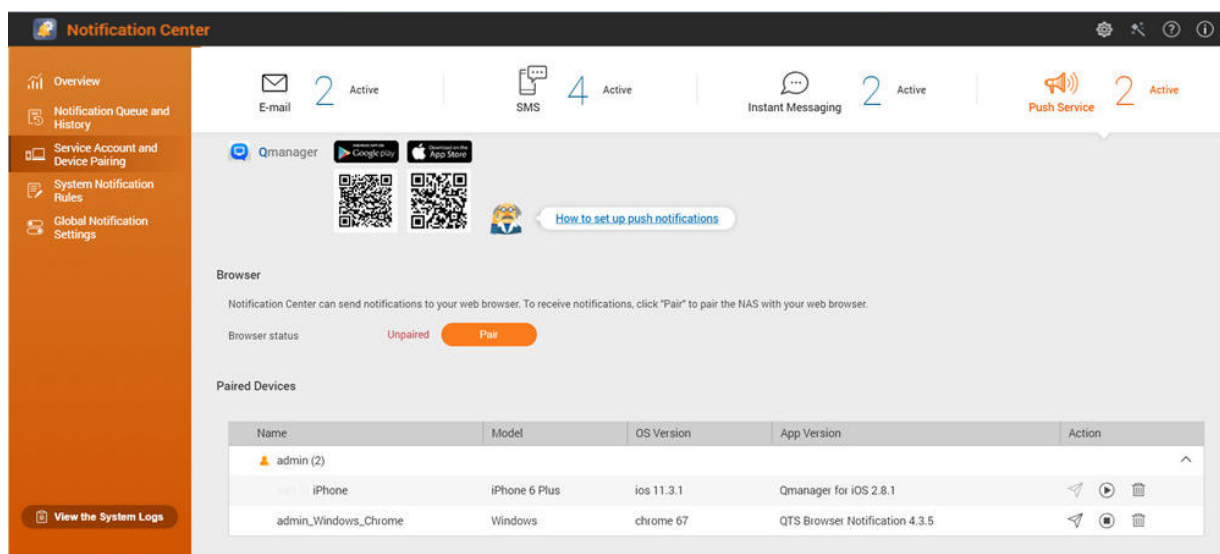 Notification Center
Overview
Notification Queue and
History
Service Account and
Device Pairing
System Notification
Rules
Global Notification
Settings
View the System Logs
E-mail
2 Active
SMS
4 Active
Instant Messaging
2 Active
Push Service
2 Active
Qmanager
Google play
Download on the
App Store
How to set up push notifications
Browser
Notification Center can send notifications to your web browser. To receive notifications, click "Pair" to pair the NAS with your web browser.
Browser status Unpaired Pair
Paired Devices
Name Model OS Version App Version Action
admin (2)
iPhone iPhone 6 Plus ios 11.3.1 Qmanager for iOS 2.8.1
admin_Windows_Chrome Windows chrome 67 QTS Browser Notification 4.3.5